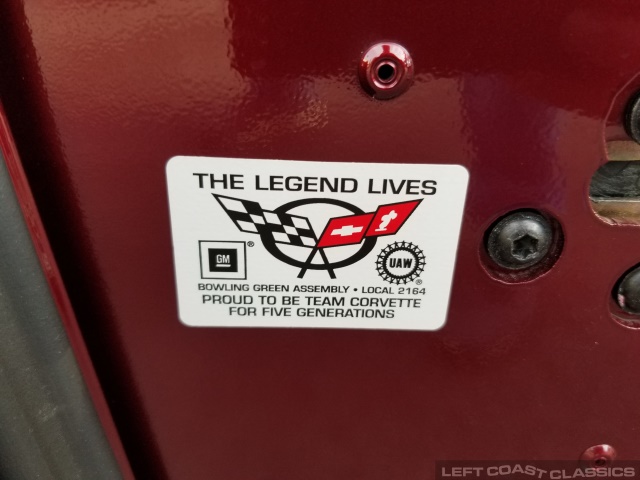 THE LEGEND LIVES
GM
®
UAW
®
BOWLING GREEN ASSEMBLY • LOCAL 2164
PROUD TO BE TEAM CORVETTE
FOR FIVE GENERATIONS
LEFT COAST CLASSICS